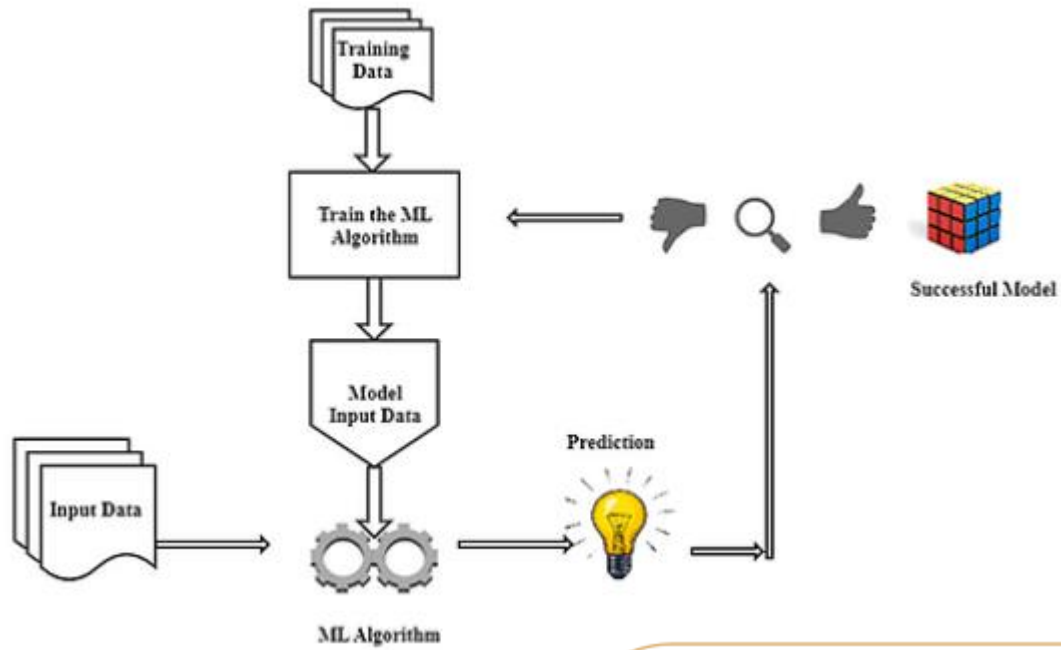 Training
Data
Train the ML
Algorithm
Successful Model
Model
Input Data
Prediction
Input Data
ML Algorithm